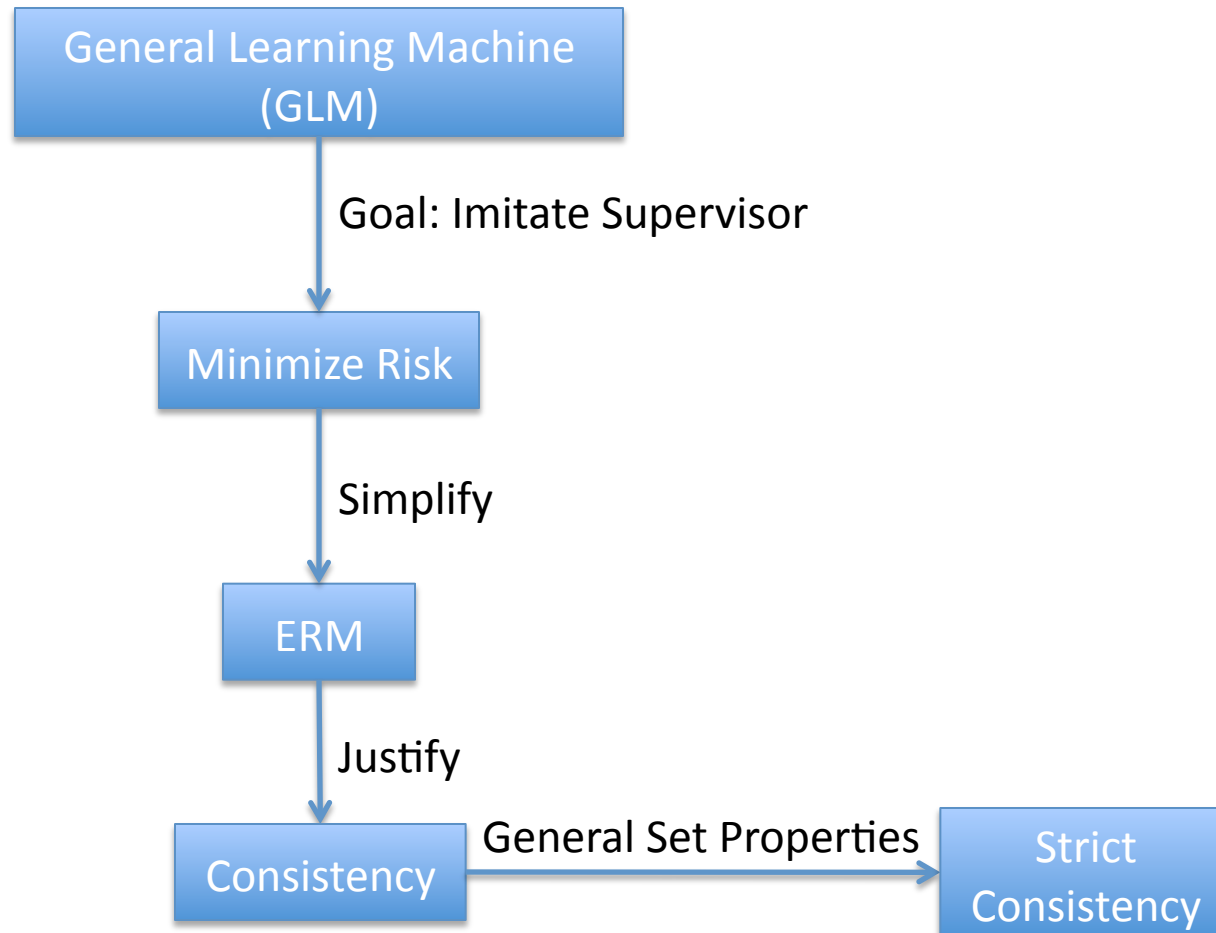 General Learning Machine
(GLM)
Goal: Imitate Supervisor
Minimize Risk
Simplify
ERM
Justify
Consistency
General Set Properties
Strict
Consistency